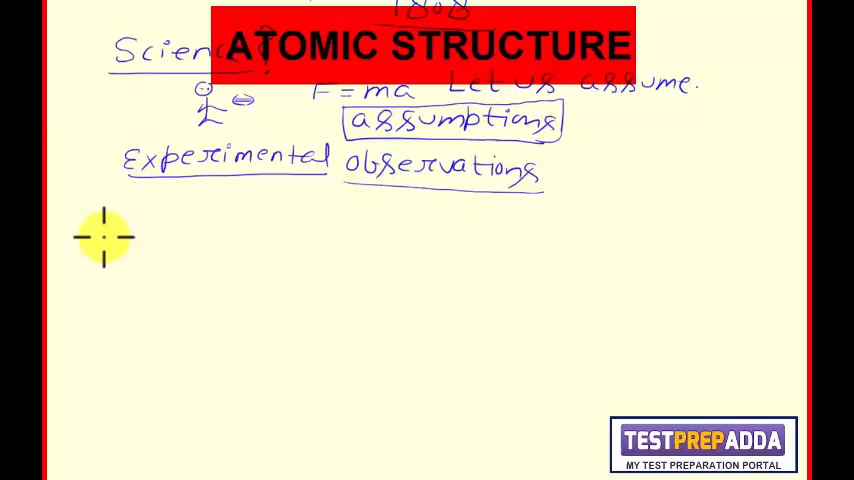 1808
ATOMIC STRUCTURE
Science?
F = ma Let us assume.
assumptions
Experimental observations
TESTPREPADDA
MY TEST PREPARATION PORTAL